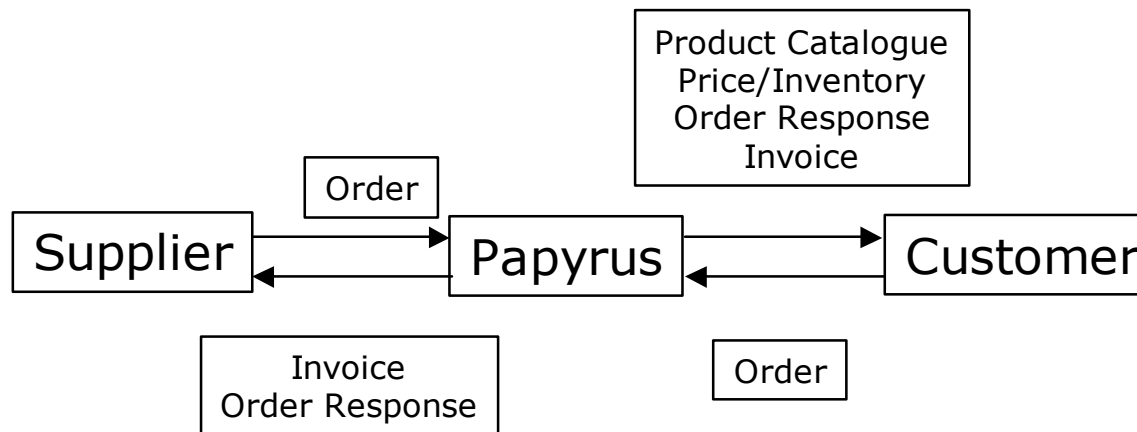 Product Catalogue
Price/Inventory
Order Response
Invoice
Order
Supplier
Papyrus
Customer
Invoice
Order Response
Order